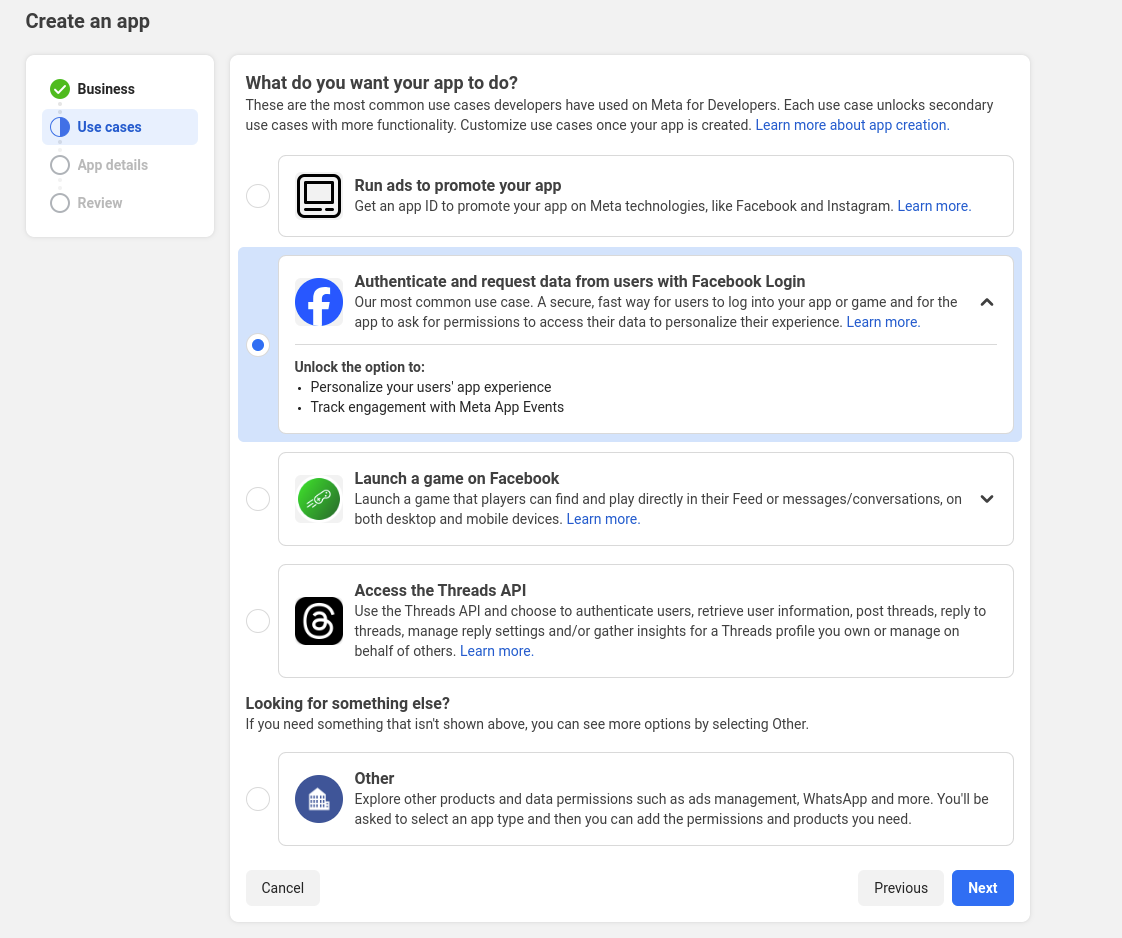 Create an app
Business
Use cases
App details
Review
What do you want your app to do?
These are the most common use cases developers have used on Meta for Developers. Each use case unlocks secondary
use cases with more functionality. Customize use cases once your app is created. Learn more about app creation.
Run ads to promote your app
Get an app ID to promote your app on Meta technologies, like Facebook and Instagram. Learn more.
Authenticate and request data from users with Facebook Login
Our most common use case. A secure, fast way for users to log into your app or game and for the
app to ask for permissions to access their data to personalize their experience. Learn more.
Unlock the option to:
• Personalize your users' app experience
• Track engagement with Meta App Events
Launch a game on Facebook
Launch a game that players can find and play directly in their Feed or messages/conversations, on
both desktop and mobile devices. Learn more.
Access the Threads API
Use the Threads API and choose to authenticate users, retrieve user information, post threads, reply to
threads, manage reply settings and/or gather insights for a Threads profile you own or manage on
behalf of others. Learn more.
Looking for something else?
If you need something that isn't shown above, you can see more options by selecting Other.
Other
Explore other products and data permissions such as ads management, WhatsApp and more. You'll be
asked to select an app type and then you can add the permissions and products you need.
Cancel
Previous
Next